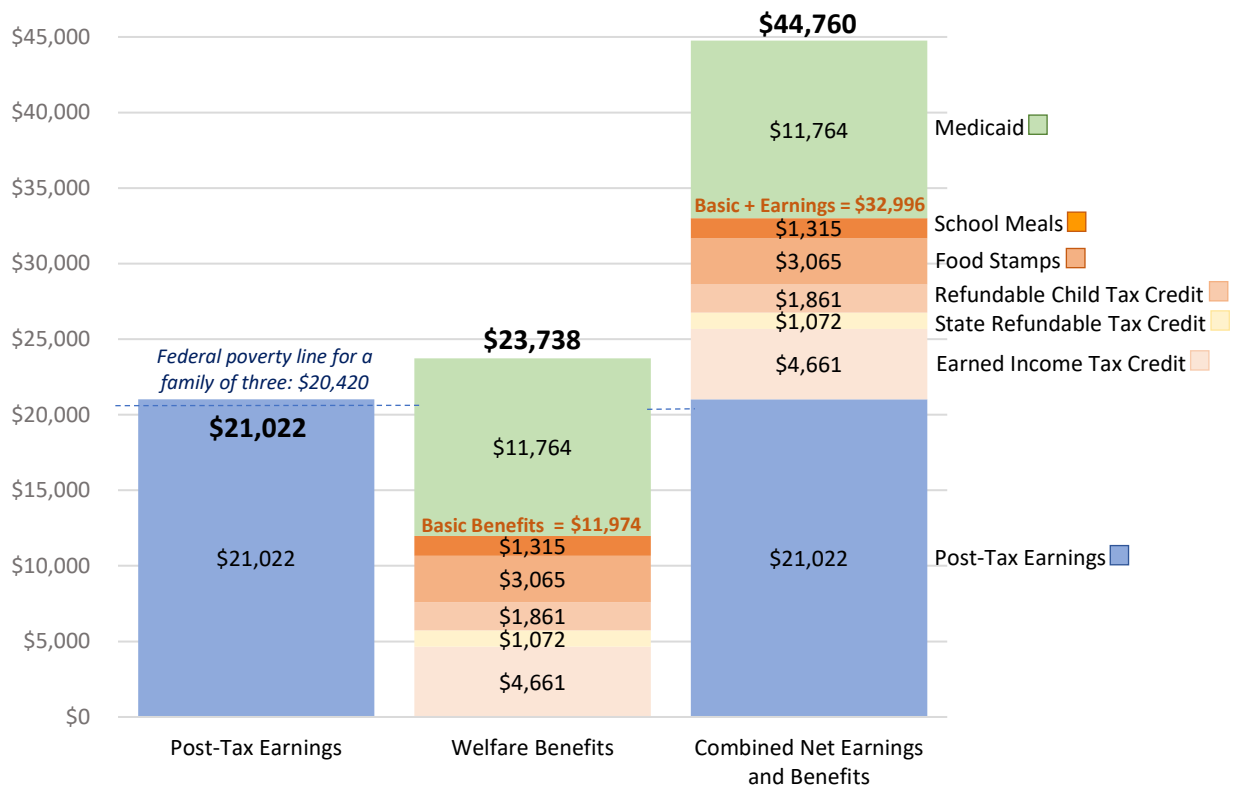 $44,760
$45,000
$40,000
$11,764
Medicaid
$35,000
Basic + Earnings = $32,996
$1,315
School Meals
$30,000
$3,065
Food Stamps
$1,861
Refundable Child Tax Credit
$1,072
State Refundable Tax Credit
$25,000
$23,738
Federal poverty line for a
family of three: $20,420
$4,661
Earned Income Tax Credit
$20,000
$21,022
$11,764
$15,000
Basic Benefits = $11,974
$1,315
$10,000
$21,022
$3,065
$21,022
Post-Tax Earnings
$1,861
$5,000
$1,072
$4,661
$0
Post-Tax Earnings
Welfare Benefits
Combined Net Earnings
and Benefits